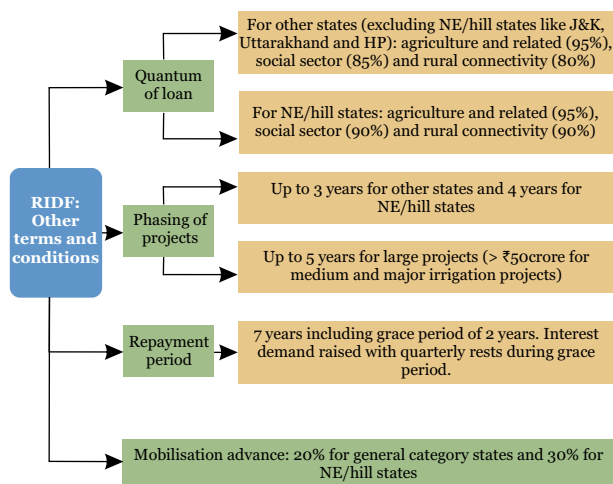 For other states (excluding NE/hill states like J&K,
Uttarakhand and HP): agriculture and related (95%),
social sector (85%) and rural connectivity (80%)
Quantum
of loan
For NE/hill states: agriculture and related (95%),
social sector (90%) and rural connectivity (90%)
RIDF:
Other
terms and
conditions
Phasing of
projects
Up to 3 years for other states and 4 years for
NE/hill states
Up to 5 years for large projects (> ₹50crore for
medium and major irrigation projects)
Repayment
period
7 years including grace period of 2 years. Interest
demand raised with quarterly rests during grace
period.
Mobilisation advance: 20% for general category states and 30% for
NE/hill states